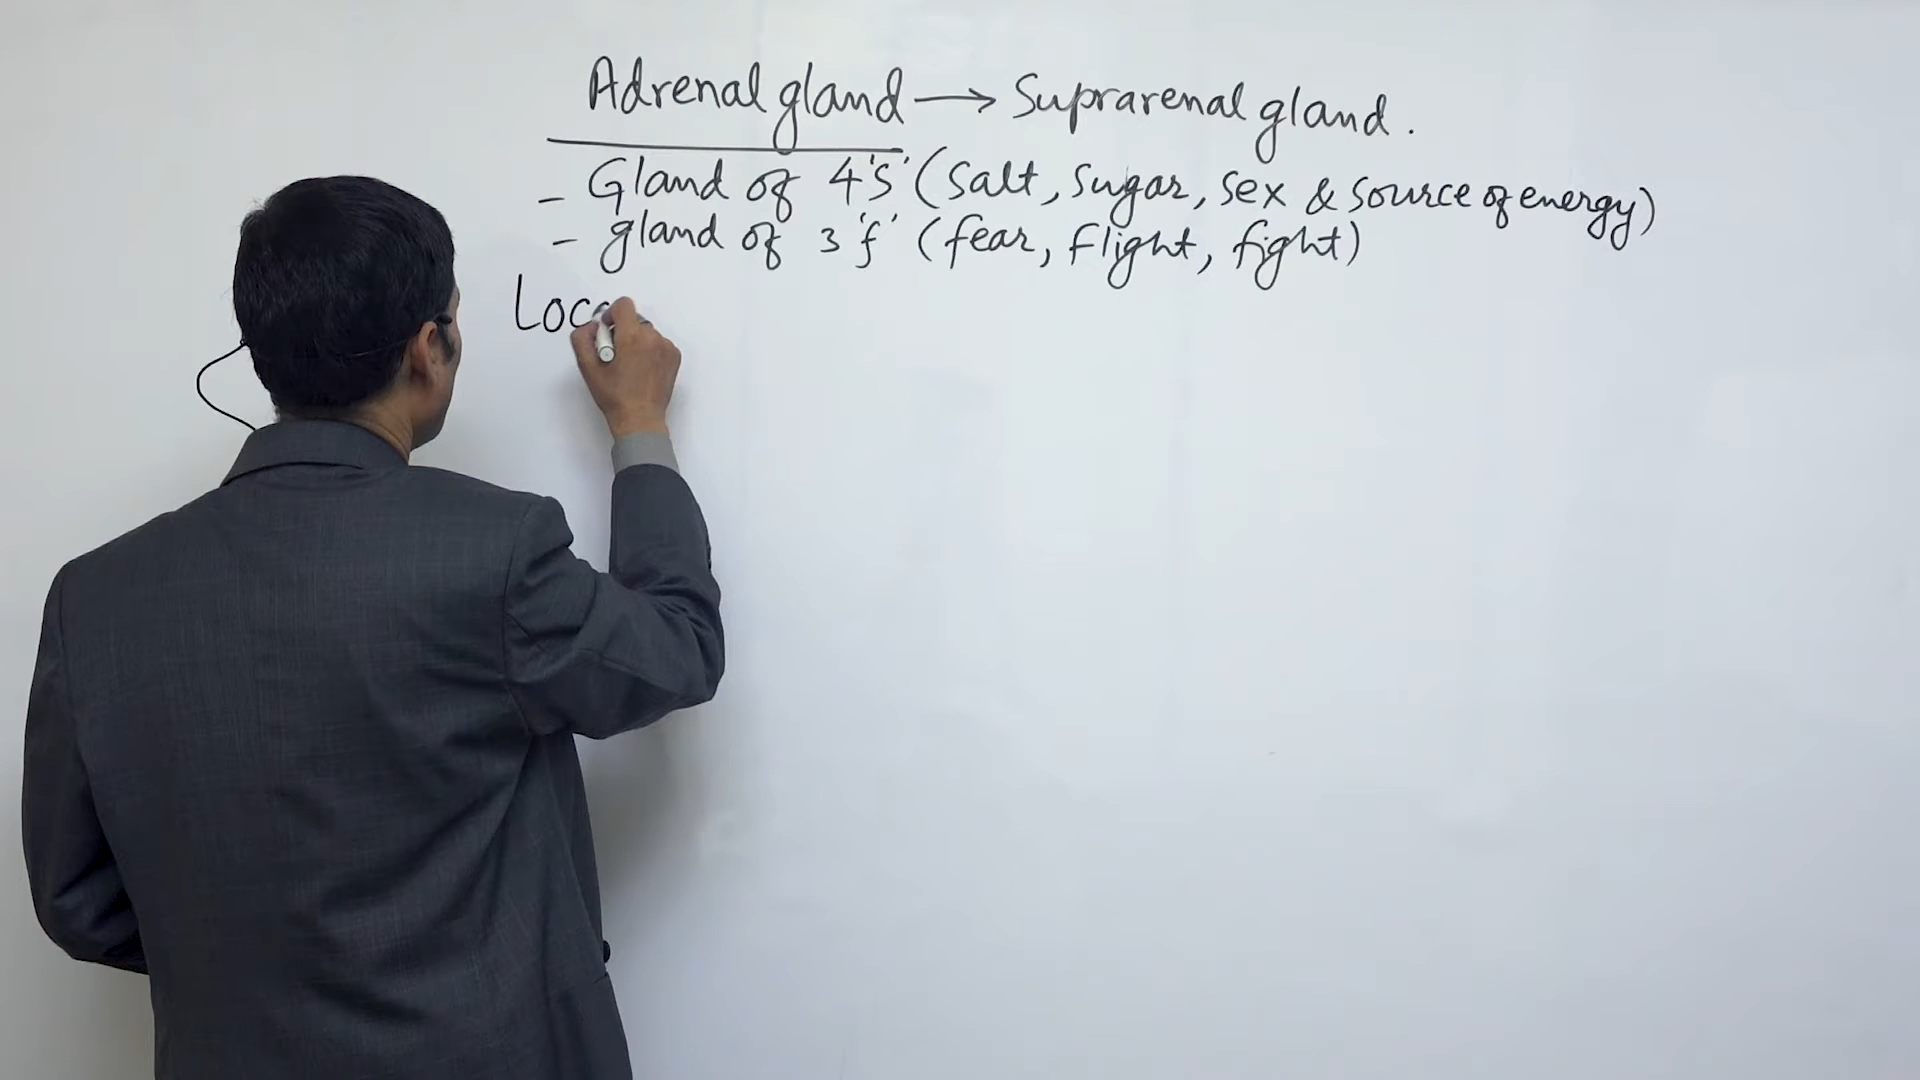 Adrenal gland → Suprarenal gland.
- Gland of 4 'S' (Salt, Sugar, Sex & Source of energy)
- gland of 3 'f' (fear, Flight, fight)
Loca